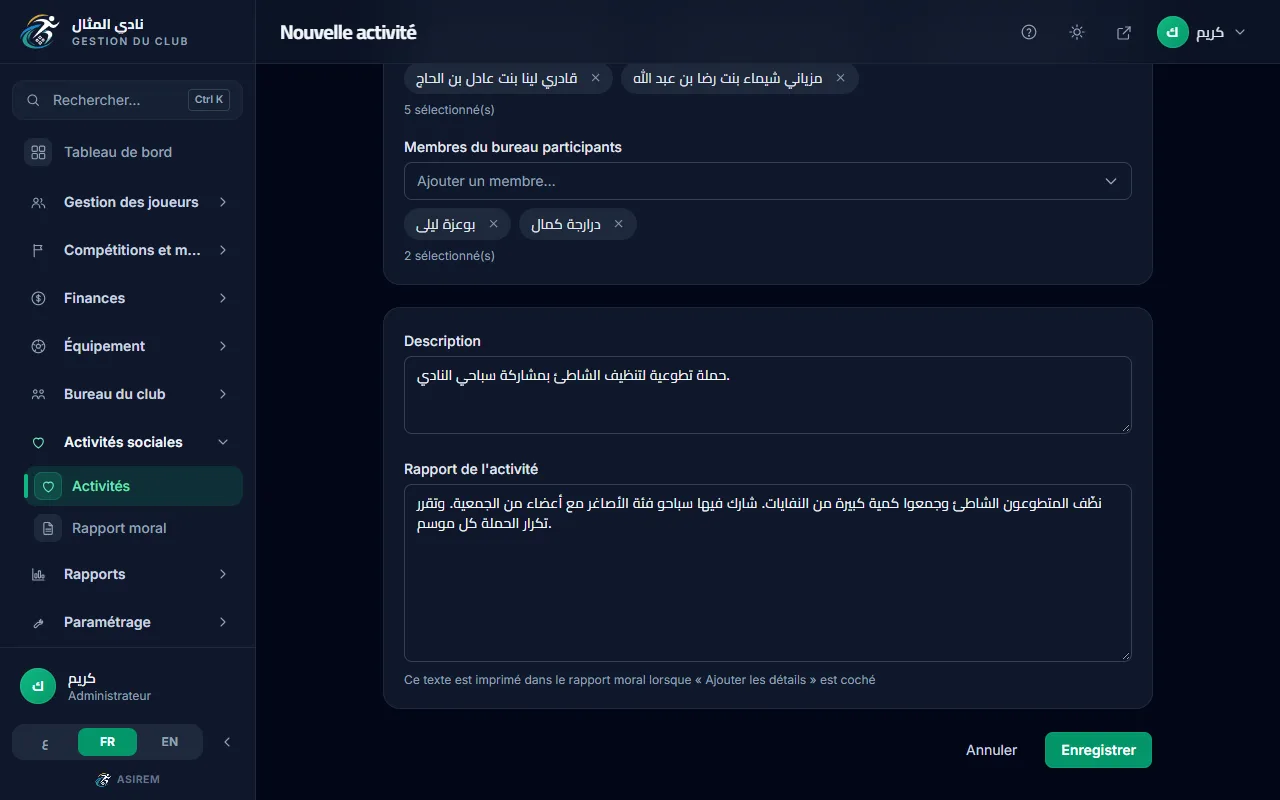 نادي المثال
GESTION DU CLUB
Rechercher... Ctrl K
Tableau de bord
Gestion des joueurs
Compétitions et m...
Finances
Équipement
Bureau du club
Activités sociales
Activités
Rapport moral
Rapports
Paramétrage
كريم
Administrateur
ع FR EN
ASIREM
Nouvelle activité
ك كريم
قادري لينا بنت عادل بن الحاج × مزياني شيماء بنت رضا بن عبد الله ×
5 sélectionné(s)
Membres du bureau participants
Ajouter un membre...
بوعزة ليلى × درارجة كمال ×
2 sélectionné(s)
Description
حملة تطوعية لتنظيف الشاطئ بمشاركة سباحي النادي.
Rapport de l'activité
نظّف المتطوعون الشاطئ وجمعوا كمية كبيرة من النفايات. شارك فيها سباحو فئة الأصاغر مع أعضاء من الجمعية. وتقرر
تكرار الحملة كل موسم.
Ce texte est imprimé dans le rapport moral lorsque « Ajouter les détails » est coché
Annuler Enregistrer